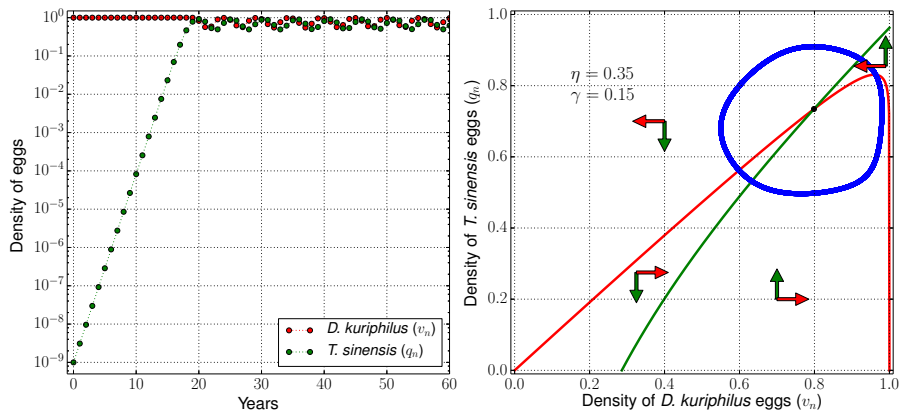 10^0
10^-1
10^-2
10^-3
10^-4
10^-5
10^-6
10^-7
10^-8
10^-9
Density of eggs
0 10 20 30 40 50 60
Years
D. kuriphilus (v_n)
T. sinensis (q_n)
1.0
0.8
0.6
0.4
0.2
0.0
Density of T. sinensis eggs (q_n)
η = 0.35
γ = 0.15
0.0 0.2 0.4 0.6 0.8 1.0
Density of D. kuriphilus eggs (v_n)